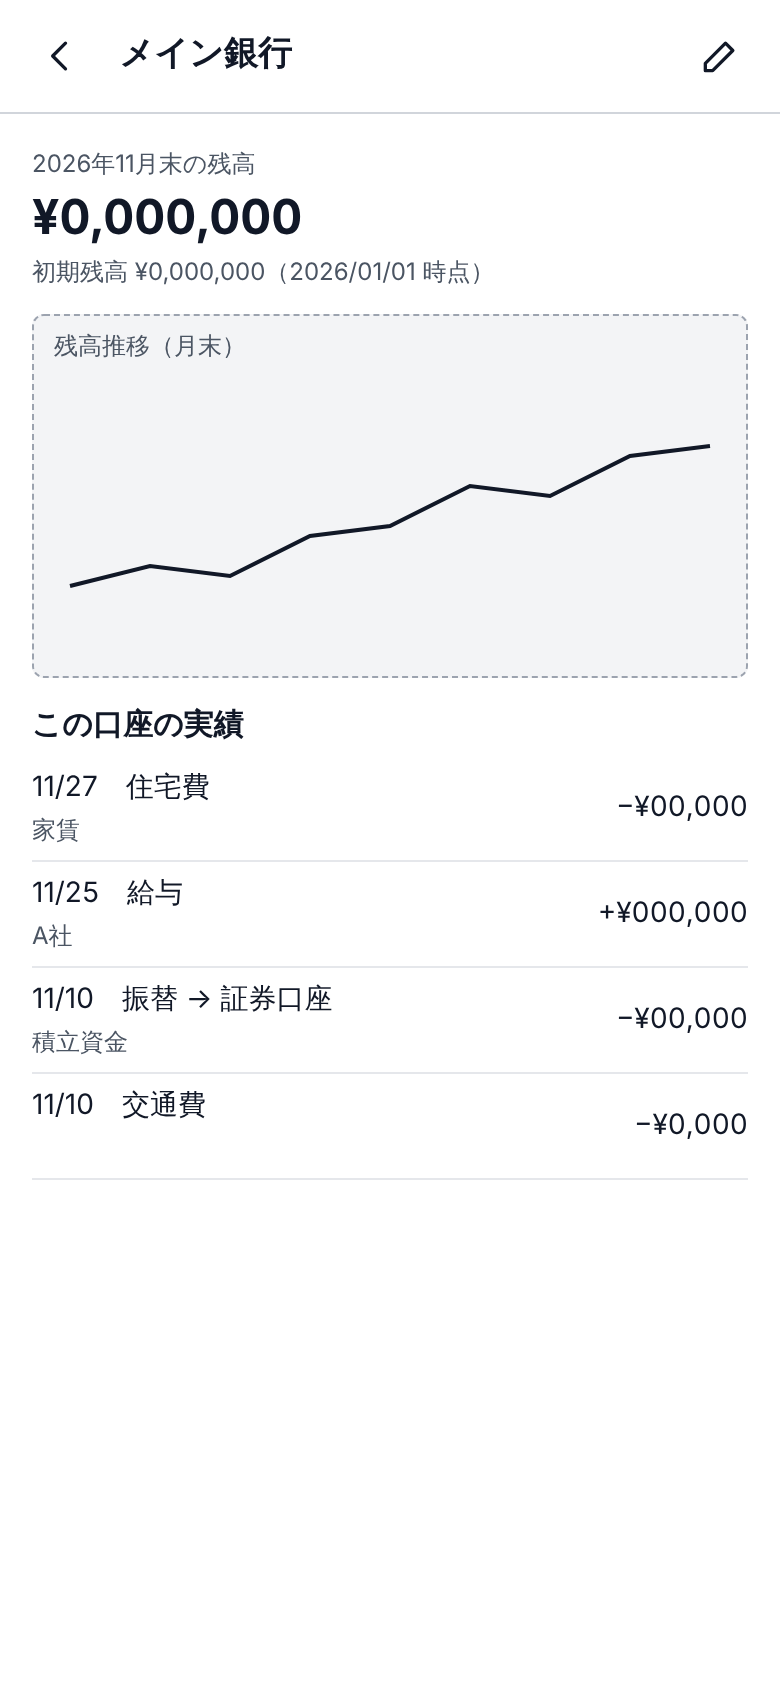 メイン銀行
2026年11月末の残高
¥0,000,000
初期残高 ¥0,000,000（2026/01/01 時点）
残高推移（月末）
この口座の実績
11/27　住宅費
−¥00,000
家賃
11/25　給与
+¥000,000
A社
11/10　振替 → 証券口座
−¥00,000
積立資金
11/10　交通費
−¥0,000